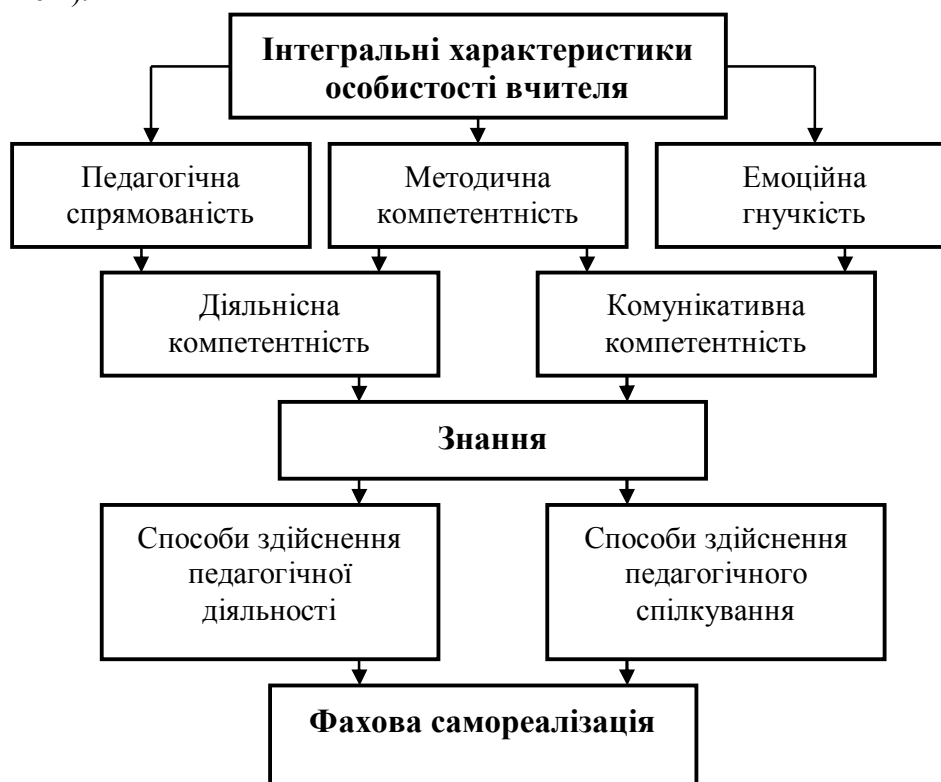 Інтегральні характеристики
особистості вчителя
Педагогічна
спрямованість
Методична
компетентність
Емоційна
гнучкість
Діяльнісна
компетентність
Комунікативна
компетентність
Знання
Способи здійснення
педагогічної
діяльності
Способи здійснення
педагогічного
спілкування
Фахова самореалізація